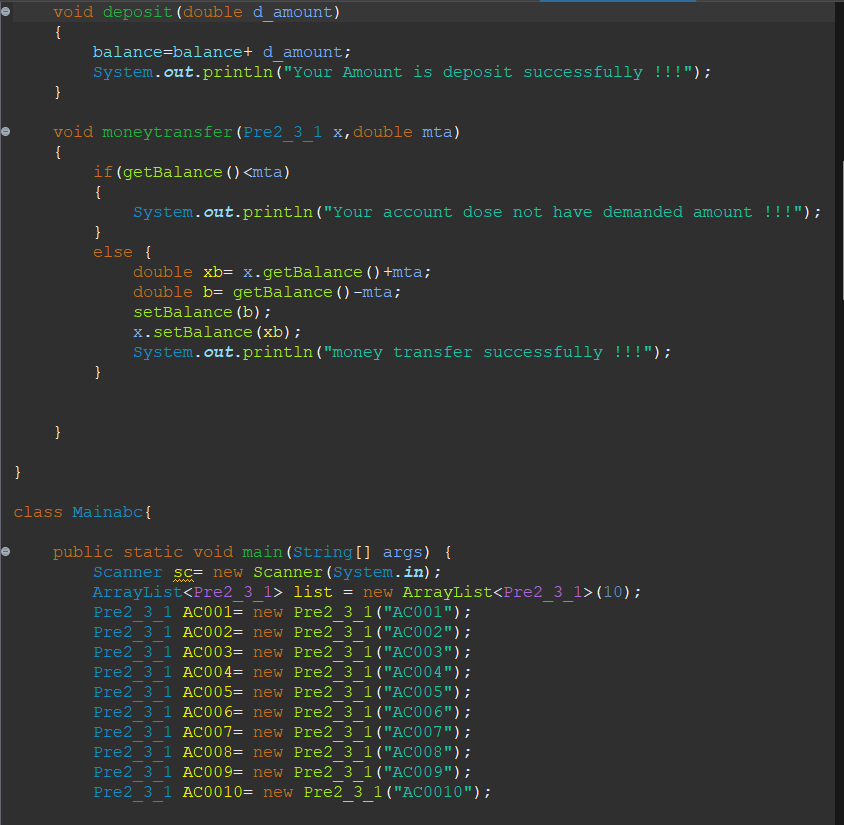 void deposit(double d_amount)
{
balance=balance+ d_amount;
System.out.println("Your Amount is deposit successfully !!!");
}
void moneytransfer(Pre2_3_1 x,double mta)
{
if(getBalance()<mta)
{
System.out.println("Your account dose not have demanded amount !!!");
}
else {
double xb= x.getBalance()+mta;
double b= getBalance()-mta;
setBalance(b);
x.setBalance(xb);
System.out.println("money transfer successfully !!!");
}
}
}
class Mainabc{
public static void main(String[] args) {
Scanner sc= new Scanner(System.in);
ArrayList<Pre2_3_1> list = new ArrayList<Pre2_3_1>(10);
Pre2_3_1 AC001= new Pre2_3_1("AC001");
Pre2_3_1 AC002= new Pre2_3_1("AC002");
Pre2_3_1 AC003= new Pre2_3_1("AC003");
Pre2_3_1 AC004= new Pre2_3_1("AC004");
Pre2_3_1 AC005= new Pre2_3_1("AC005");
Pre2_3_1 AC006= new Pre2_3_1("AC006");
Pre2_3_1 AC007= new Pre2_3_1("AC007");
Pre2_3_1 AC008= new Pre2_3_1("AC008");
Pre2_3_1 AC009= new Pre2_3_1("AC009");
Pre2_3_1 AC0010= new Pre2_3_1("AC0010");